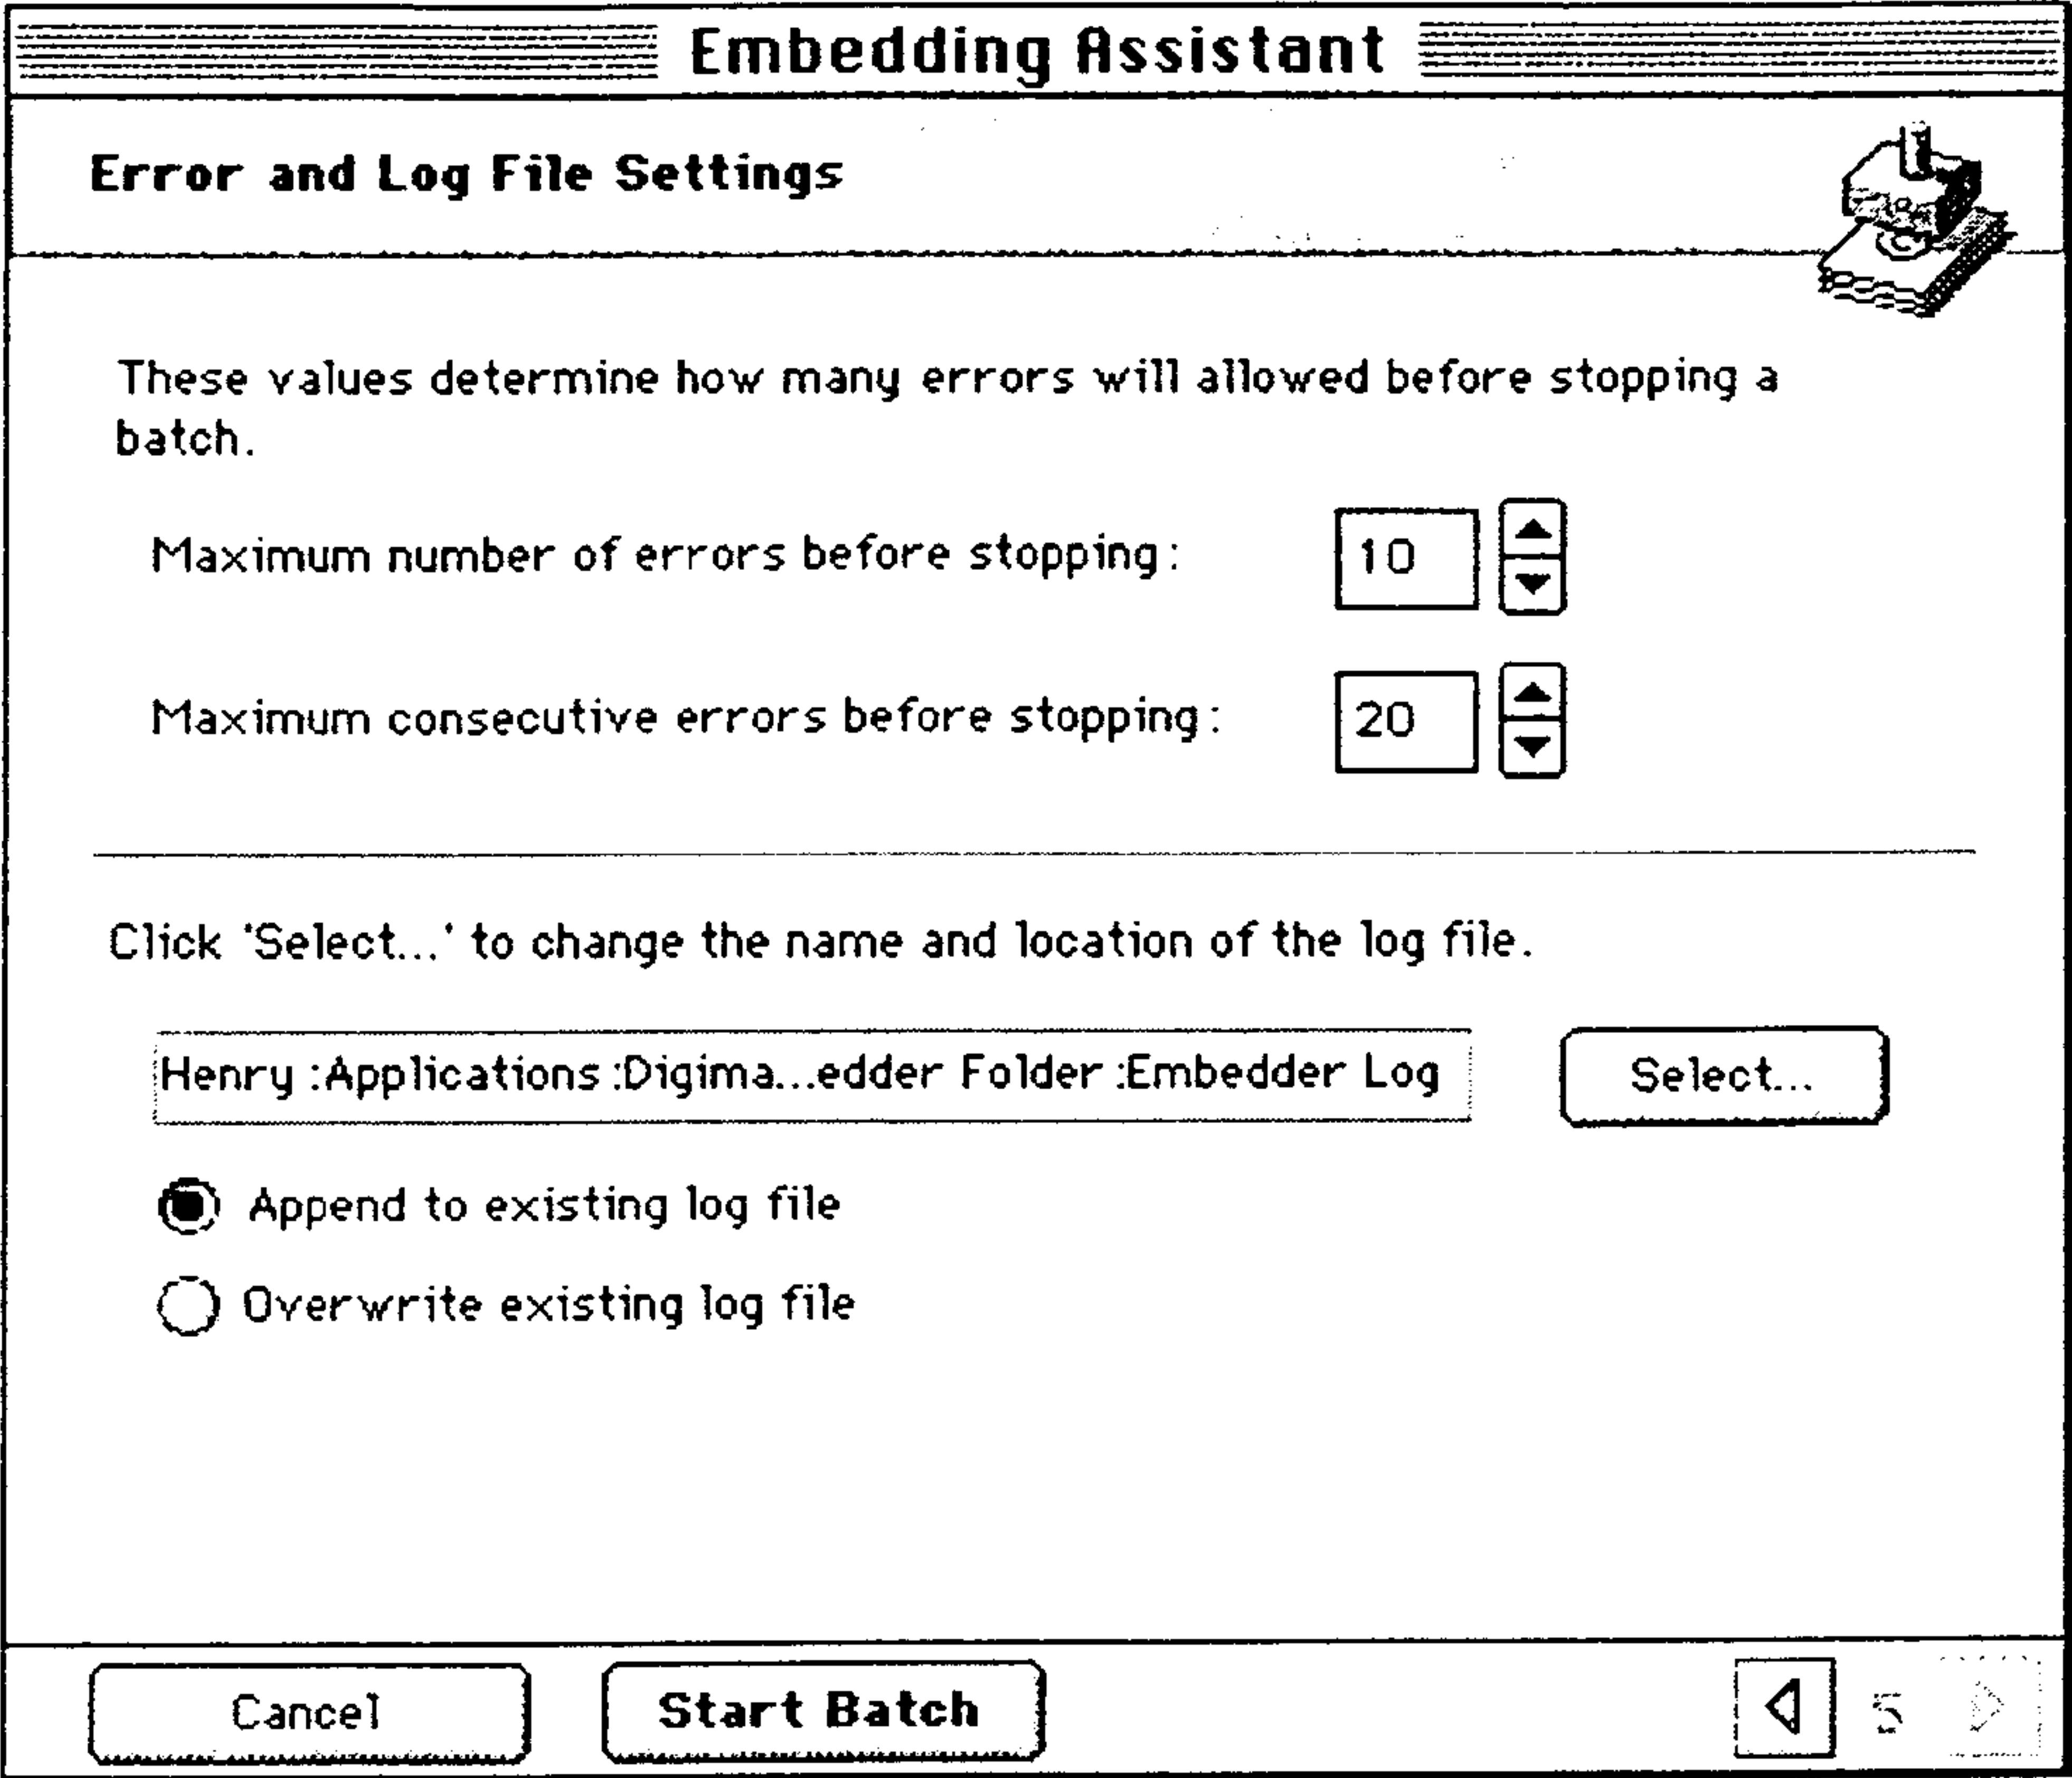 Embedding Assistant
Error and Log File Settings
These values determine how many errors will allowed before stopping a
batch.
Maximum number of errors before stopping: 10
Maximum consecutive errors before stopping: 20
Click 'Select...' to change the name and location of the log file.
Henry:Applications:Digima...edder Folder:Embedder Log Select...
Append to existing log file
Overwrite existing log file
Cancel Start Batch 5